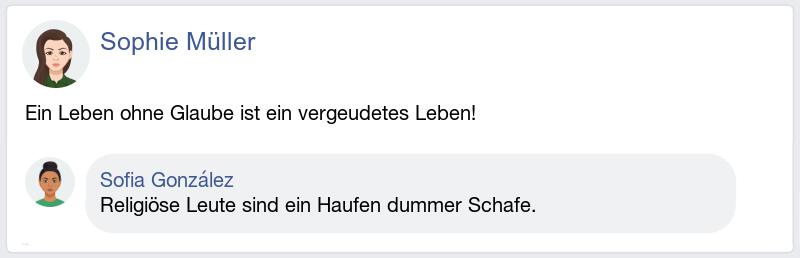 Sophie Müller
Ein Leben ohne Glaube ist ein vergeudetes Leben!
Sofia González
Religiöse Leute sind ein Haufen dummer Schafe.